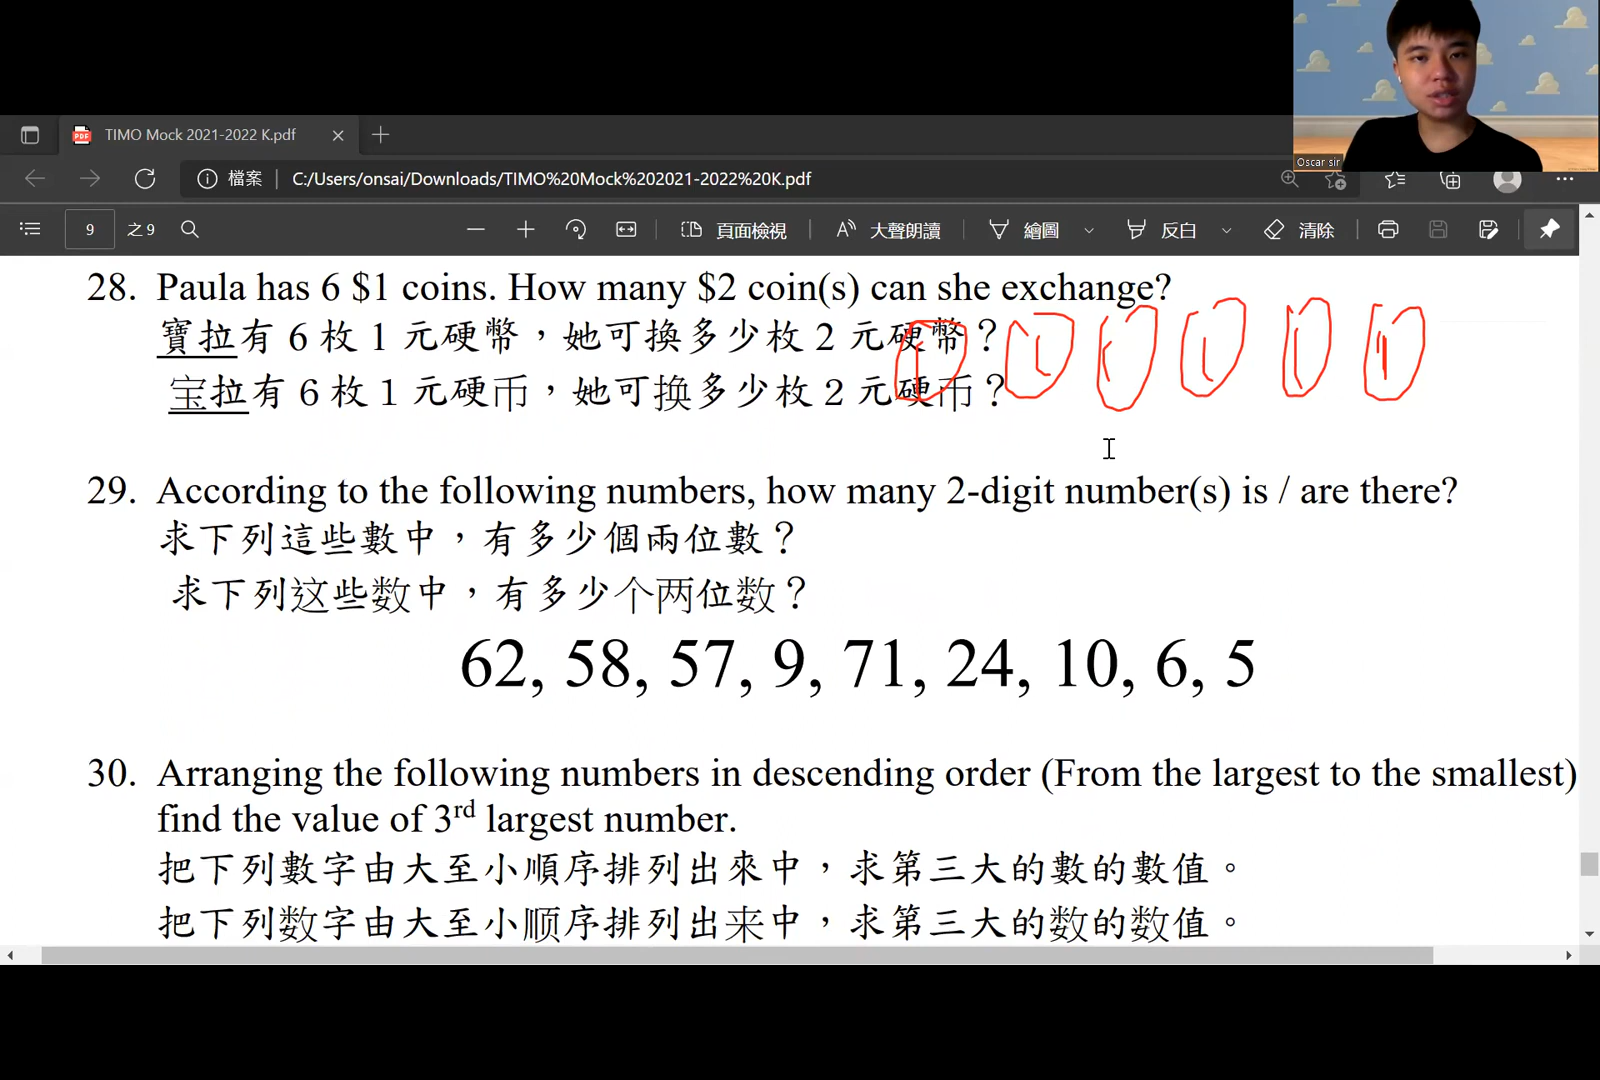 Oscar sir
TIMO Mock 2021-2022 K.pdf
檔案 C:/Users/onsai/Downloads/TIMO%20Mock%202021-2022%20K.pdf
9 之 9 頁面檢視 大聲朗讀 繪圖 反白 清除
28. Paula has 6 $1 coins. How many $2 coin(s) can she exchange?
寶拉有 6 枚 1 元硬幣，她可換多少枚 2 元硬幣？
宝拉有 6 枚 1 元硬币，她可换多少枚 2 元硬币？
1 1 1 1 1 1
29. According to the following numbers, how many 2-digit number(s) is / are there?
求下列這些數中，有多少個兩位數？
求下列这些数中，有多少个两位数？
62, 58, 57, 9, 71, 24, 10, 6, 5
30. Arranging the following numbers in descending order (From the largest to the smallest)
find the value of 3rd largest number.
把下列數字由大至小順序排列出來中，求第三大的數的數值。
把下列数字由大至小顺序排列出来中，求第三大的数的数值。